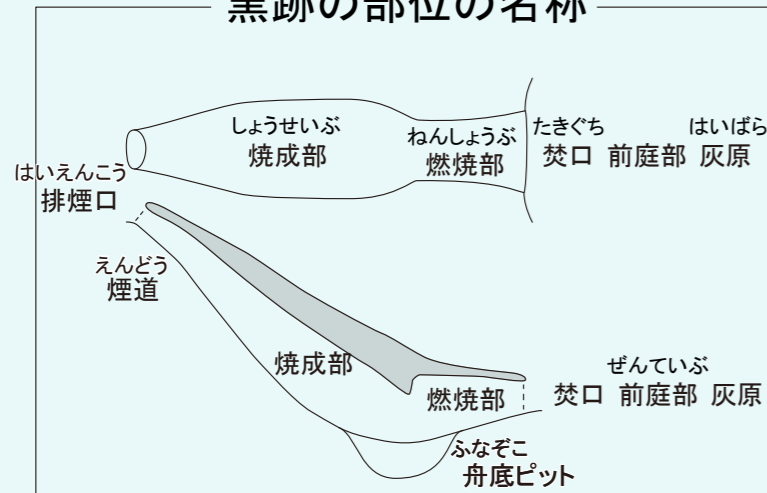 窯跡の部位の名称
しょうせいぶ
焼成部
ねんしょうぶ
燃焼部
たきぐち はいばら
焚口 前庭部 灰原
はいえんこう
排煙口
えんどう
煙道
焼成部
燃焼部
ぜんていぶ
焚口 前庭部 灰原
ふなぞこ
舟底ピット